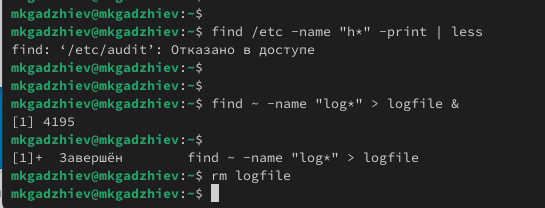 mkgadzhiev@mkgadzhiev:~$
mkgadzhiev@mkgadzhiev:~$ find /etc -name "h*" -print | less
find: ‘/etc/audit’: Отказано в доступе
mkgadzhiev@mkgadzhiev:~$
mkgadzhiev@mkgadzhiev:~$
mkgadzhiev@mkgadzhiev:~$ find ~ -name "log*" > logfile &
[1] 4195
mkgadzhiev@mkgadzhiev:~$
[1]+  Завершён        find ~ -name "log*" > logfile
mkgadzhiev@mkgadzhiev:~$ rm logfile
mkgadzhiev@mkgadzhiev:~$